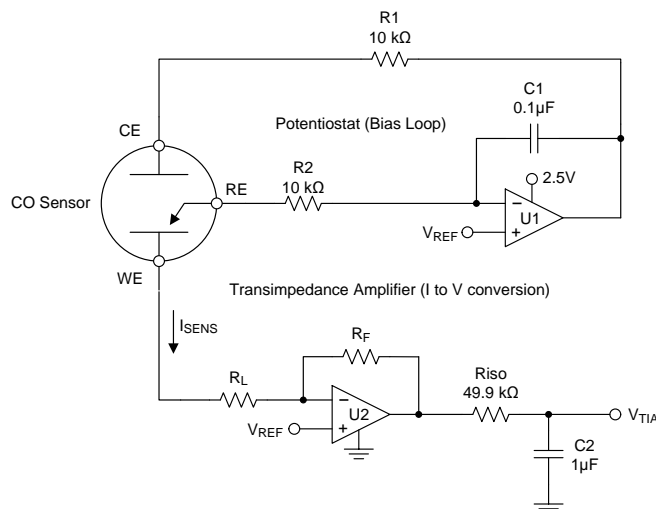 R1
10 kΩ
C1
0.1µF
CE
Potentiostat (Bias Loop)
R2
10 kΩ
2.5V
CO Sensor
RE
−
U1
VREF
+
WE
Transimpedance Amplifier (I to V conversion)
ISENS
RF
RL
Riso
49.9 kΩ
−
U2
VREF
+
VTIA
C2
1µF